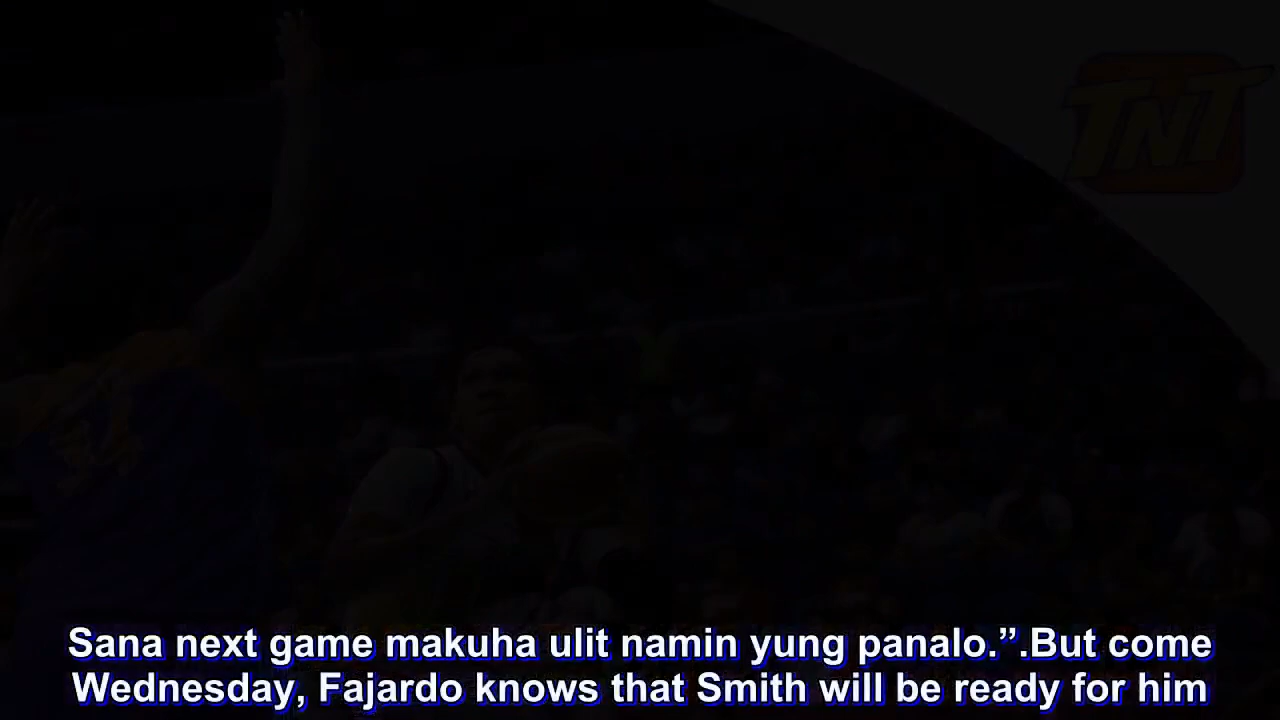 TNT
Sana next game makuha ulit namin yung panalo.”.But come
Wednesday, Fajardo knows that Smith will be ready for him